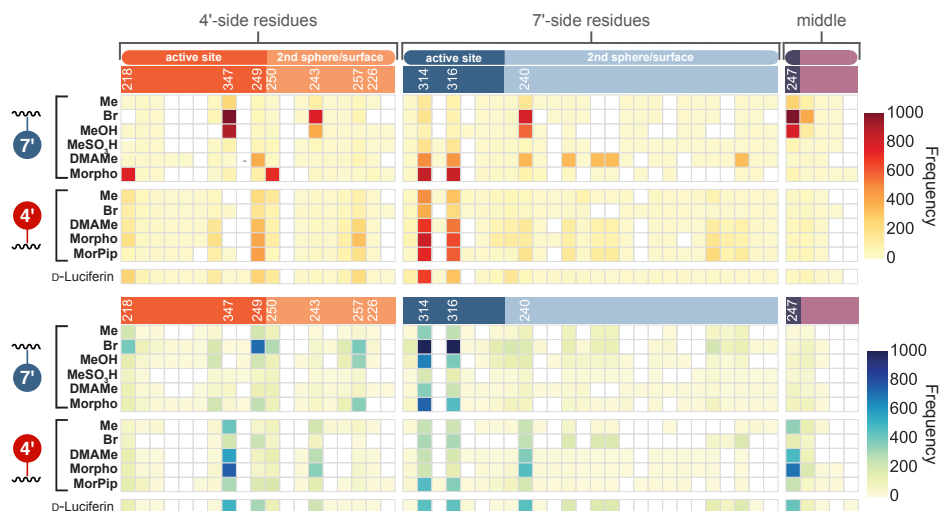 4'-side residues 7'-side residues middle
active site 2nd sphere/surface active site 2nd sphere/surface
218 347 249 250 243 257 226 314 316 240 247
7'
Me
Br
MeOH
MeSO3H
DMAMe
Morpho
4'
Me
Br
DMAMe
Morpho
MorPip
D-Luciferin
1000
800
600
400
200
0
Frequency
218 347 249 250 243 257 226 314 316 240 247
7'
Me
Br
MeOH
MeSO3H
DMAMe
Morpho
4'
Me
Br
DMAMe
Morpho
MorPip
D-Luciferin
1000
800
600
400
200
0
Frequency